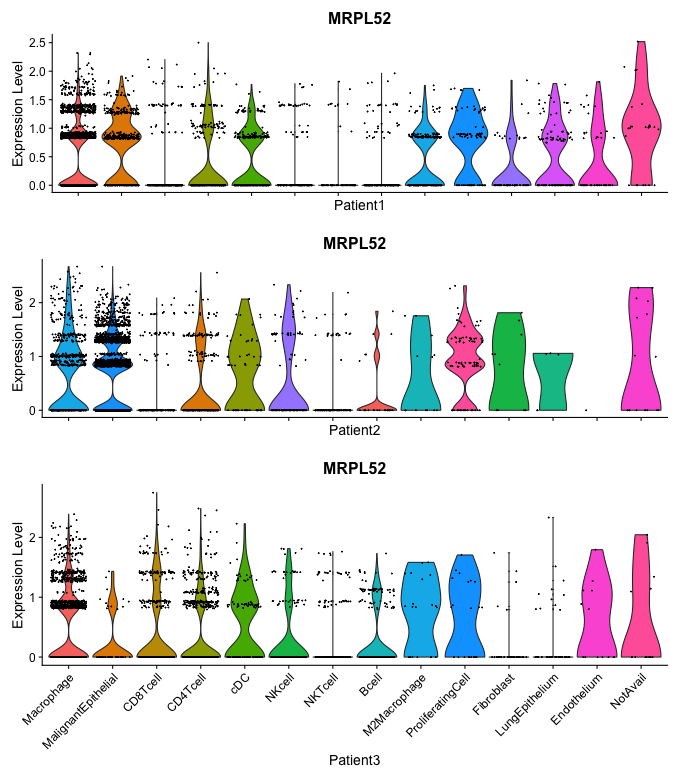 MRPL52
Expression Level
2.5
2.0
1.5
1.0
0.5
0.0
Patient1
MRPL52
Expression Level
2
1
0
Patient2
MRPL52
Expression Level
2
1
0
Macrophage
MalignantEpithelial
CD8Tcell
CD4Tcell
cDC
NKcell
NKTcell
Bcell
M2Macrophage
ProliferatingCell
Fibroblast
LungEpithelium
Endothelium
NotAvail
Patient3